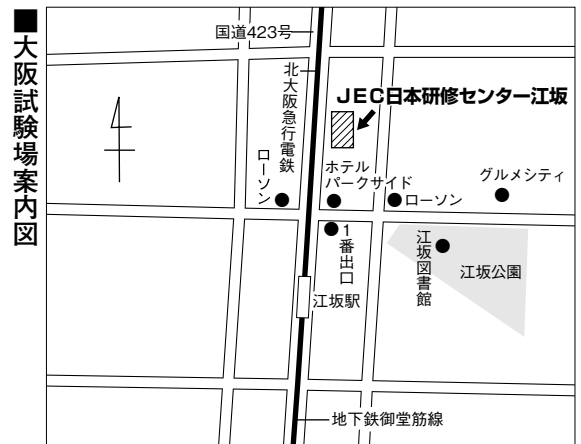 ■大阪試験場案内図
国道423号
北大阪急行電鉄
JEC日本研修センター江坂
ローソン
ホテル
パークサイド
ローソン
グルメシティ
1番出口
江坂図書館
江坂公園
江坂駅
地下鉄御堂筋線